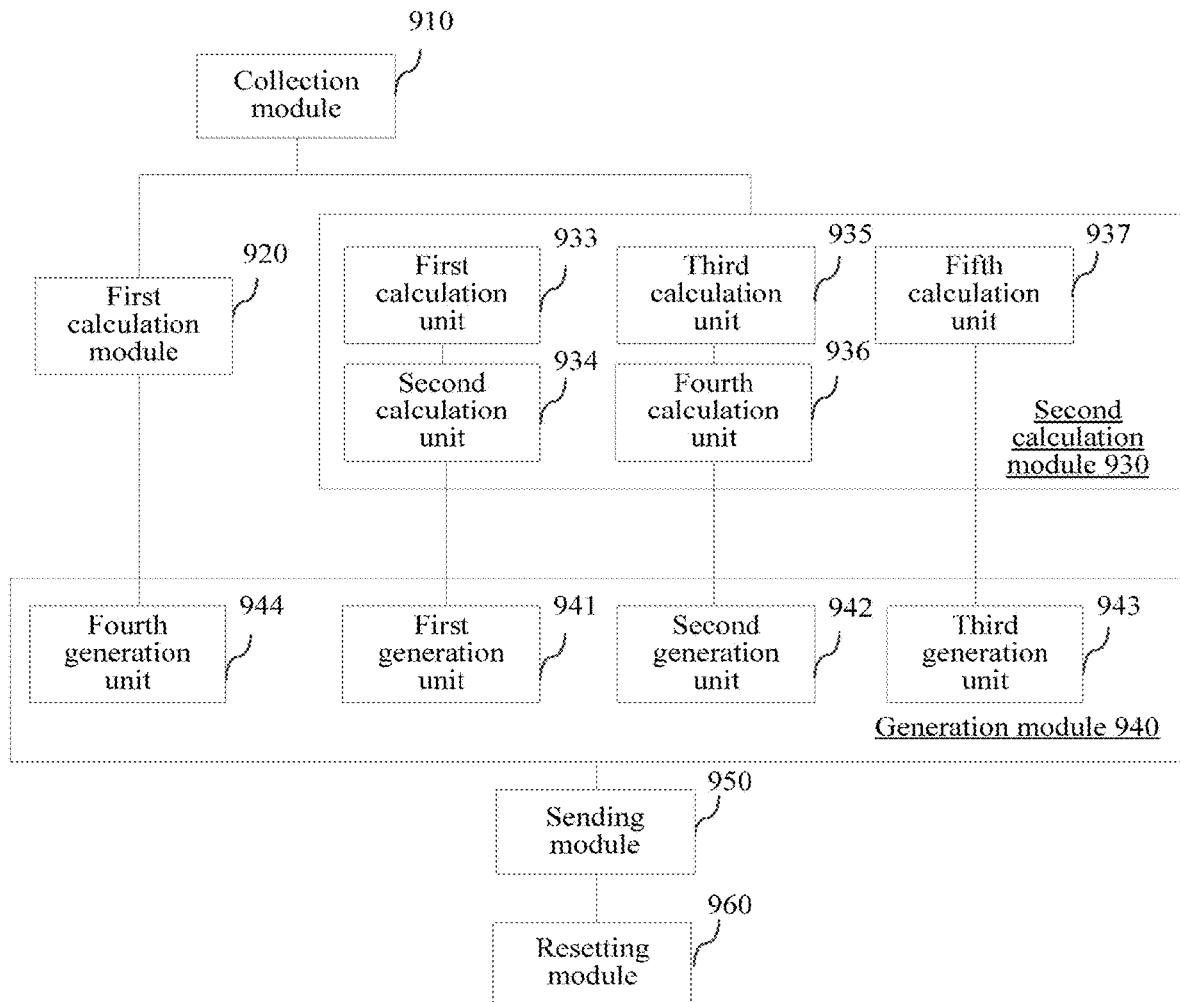 910
Collection
module
920
First
calculation
module
933
First
calculation
unit
935
Third
calculation
unit
937
Fifth
calculation
unit
934
Second
calculation
unit
936
Fourth
calculation
unit
Second
calculation
module 930
944
Fourth
generation
unit
941
First
generation
unit
942
Second
generation
unit
943
Third
generation
unit
Generation module 940
950
Sending
module
960
Resetting
module